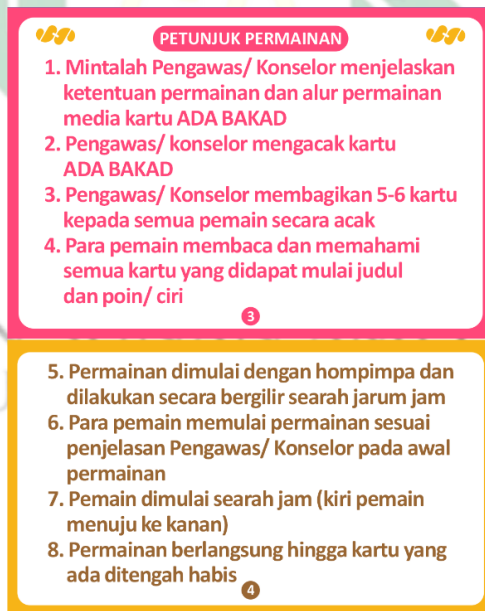 PETUNJUK PERMAINAN
1. Mintalah Pengawas/ Konselor menjelaskan
ketentuan permainan dan alur permainan
media kartu ADA BAKAD
2. Pengawas/ konselor mengacak kartu
ADA BAKAD
3. Pengawas/ Konselor membagikan 5-6 kartu
kepada semua pemain secara acak
4. Para pemain membaca dan memahami
semua kartu yang didapat mulai judul
dan poin/ ciri
3
5. Permainan dimulai dengan hompimpa dan
dilakukan secara bergilir searah jarum jam
6. Para pemain memulai permainan sesuai
penjelasan Pengawas/ Konselor pada awal
permainan
7. Pemain dimulai searah jam (kiri pemain
menuju ke kanan)
8. Permainan berlangsung hingga kartu yang
ada ditengah habis
4